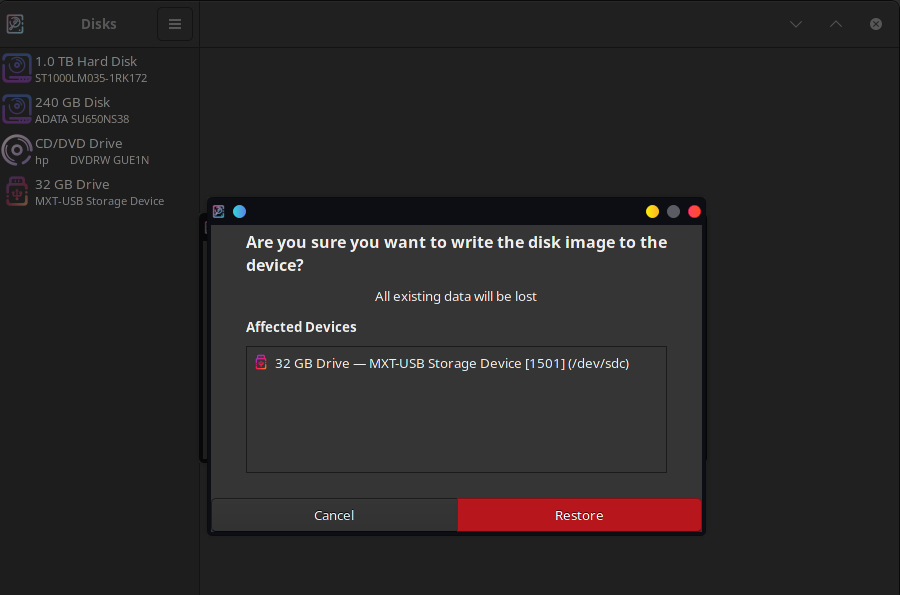 Disks
1.0 TB Hard Disk
ST1000LM035-1RK172
240 GB Disk
ADATA SU650NS38
CD/DVD Drive
hp DVDRW GUE1N
32 GB Drive
MXT-USB Storage Device
Are you sure you want to write the disk image to the
device?
All existing data will be lost
Affected Devices
32 GB Drive — MXT-USB Storage Device [1501] (/dev/sdc)
Cancel
Restore